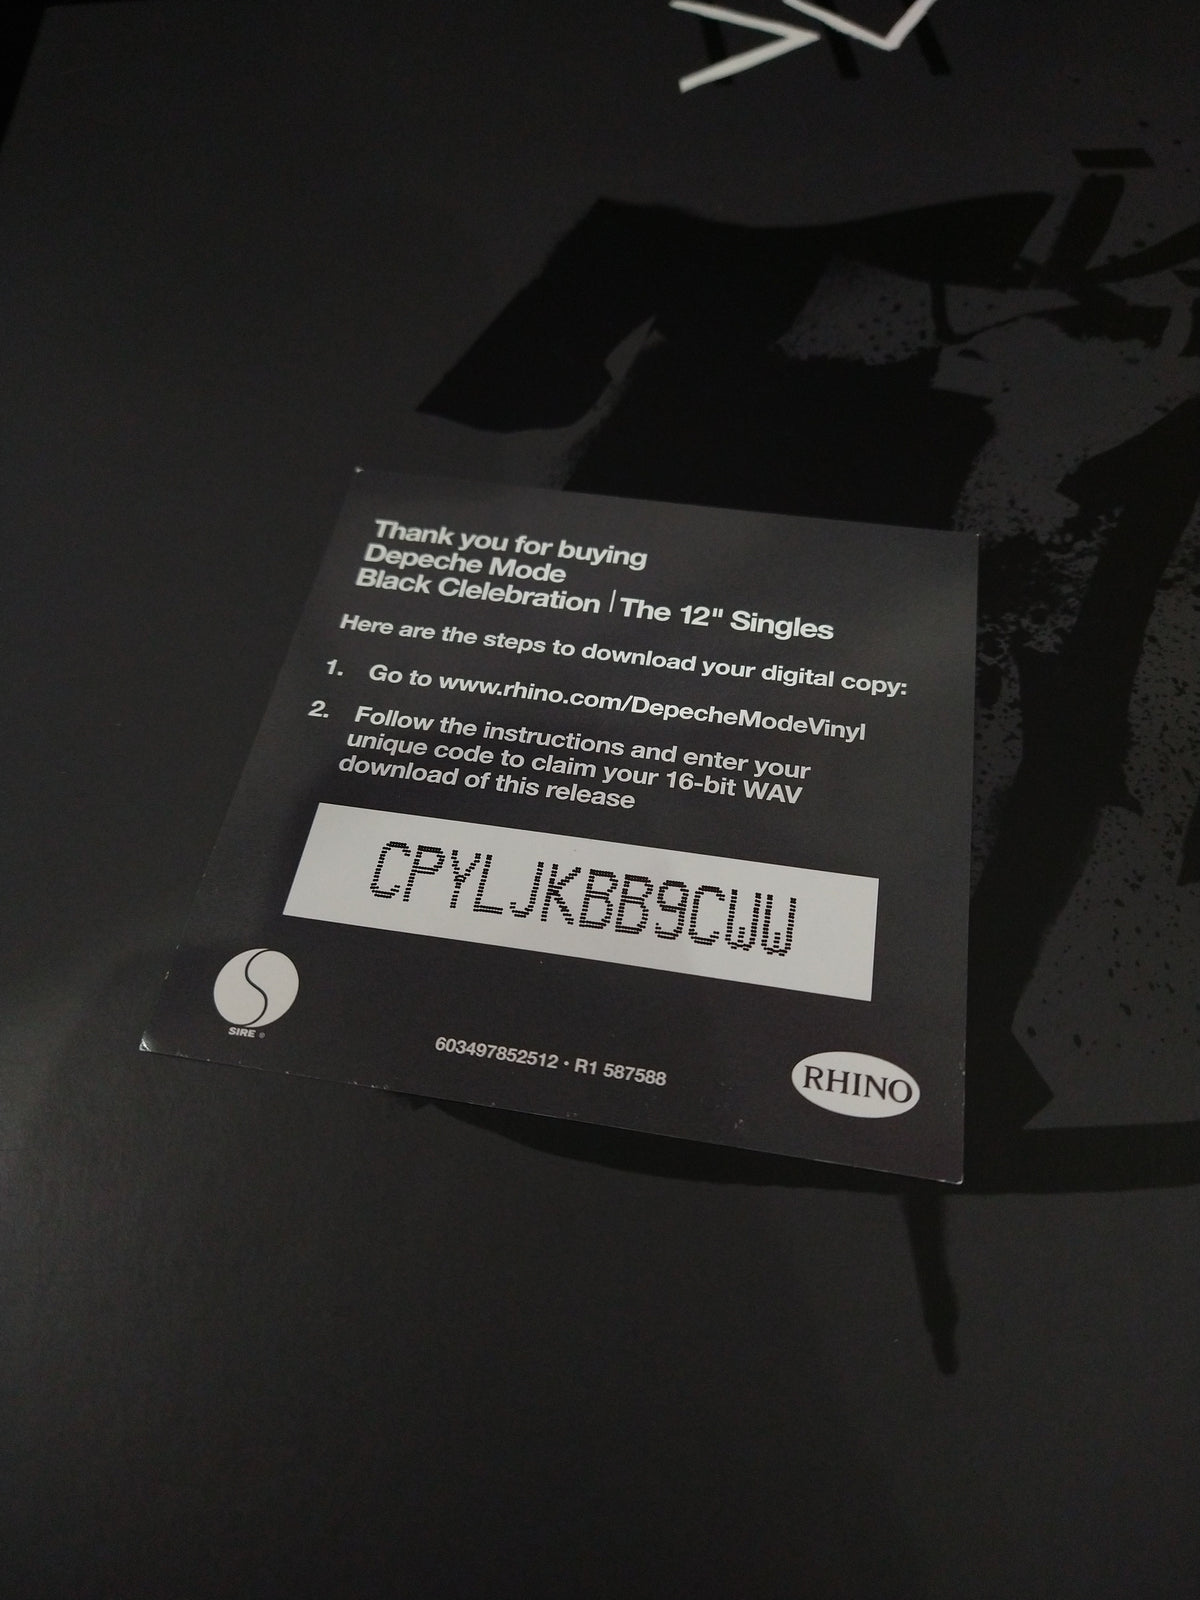 Thank you for buying
Depeche Mode
Black Clelebration | The 12" Singles
Here are the steps to download your digital copy:
1. Go to www.rhino.com/DepecheModeVinyl
2. Follow the instructions and enter your
unique code to claim your 16-bit WAV
download of this release
CPYLJKBB9CWW
SIRE ®
603497852512 • R1 587588
RHINO